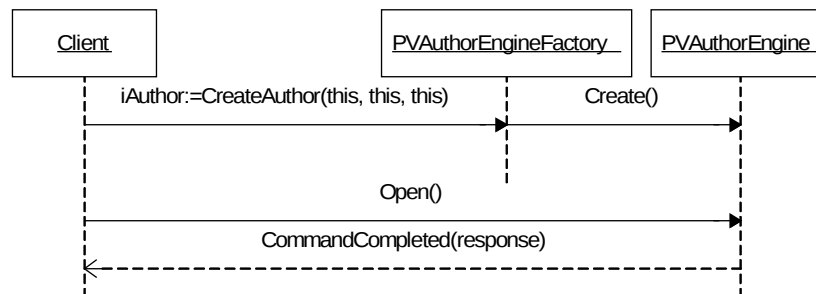 Client
PVAuthorEngineFactory
PVAuthorEngine
iAuthor:=CreateAuthor(this, this, this)
Create()
Open()
CommandCompleted(response)